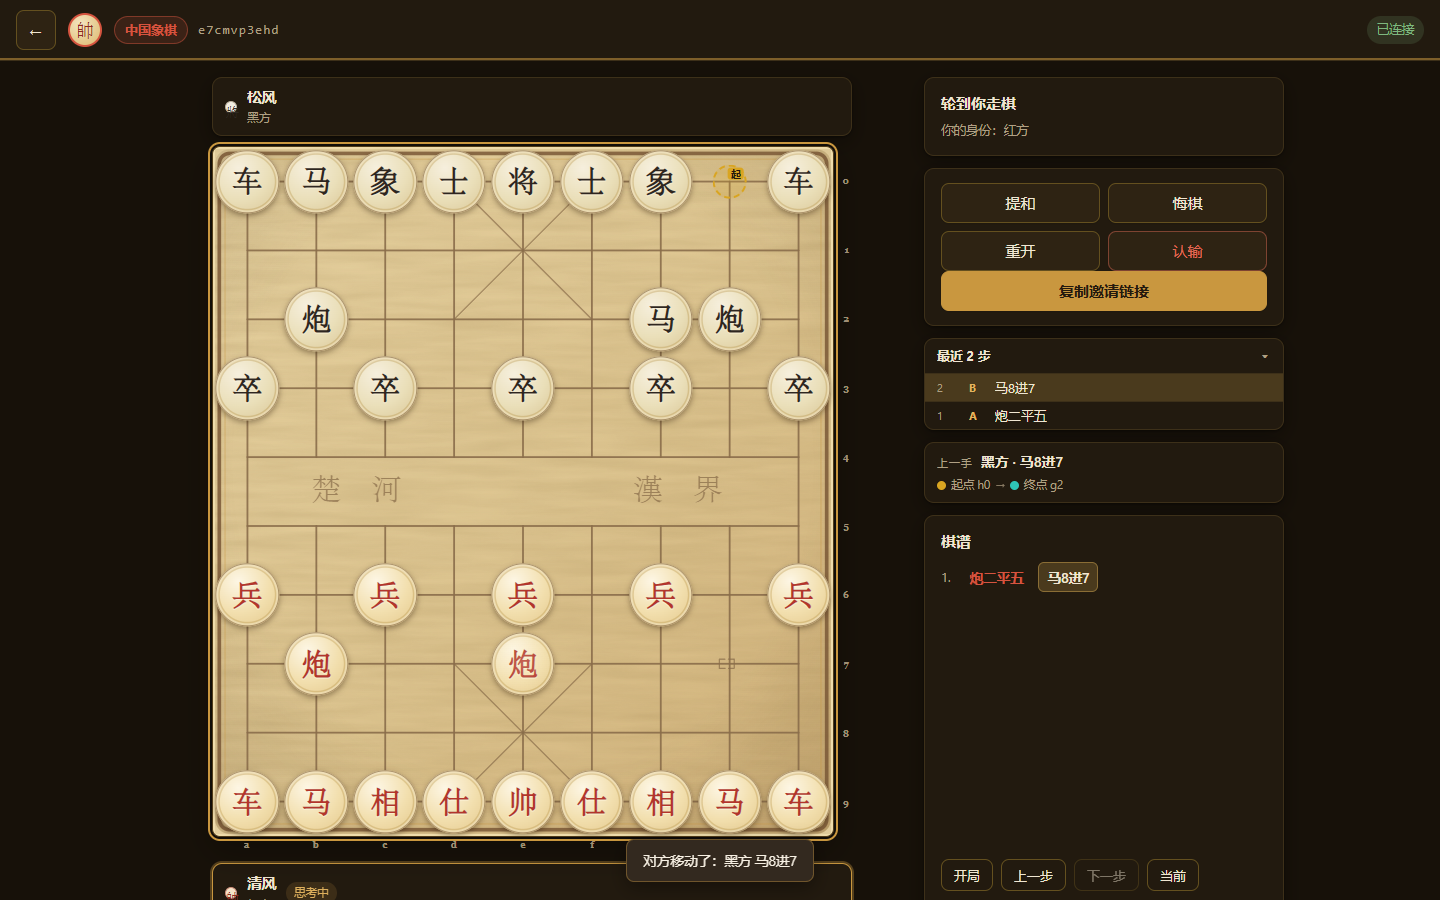 ←
帥
中国象棋
e7cmvp3ehd
已连接
松风
黑方
车 马 象 士 将 士 象 起 车
炮 马 炮
卒 卒 卒 卒 卒
楚 河 漢 界
兵 兵 兵 兵 兵
炮 炮
车 马 相 仕 帅 仕 相 马 车
0
1
2
3
4
5
6
7
8
9
a b c d e f
对方移动了：黑方 马8进7
清风
思考中
轮到你走棋
你的身份：红方
提和
悔棋
重开
认输
复制邀请链接
最近 2 步
2 B 马8进7
1 A 炮二平五
上一手 黑方 · 马8进7
起点 h0 → 终点 g2
棋谱
1. 炮二平五 马8进7
开局
上一步
下一步
当前